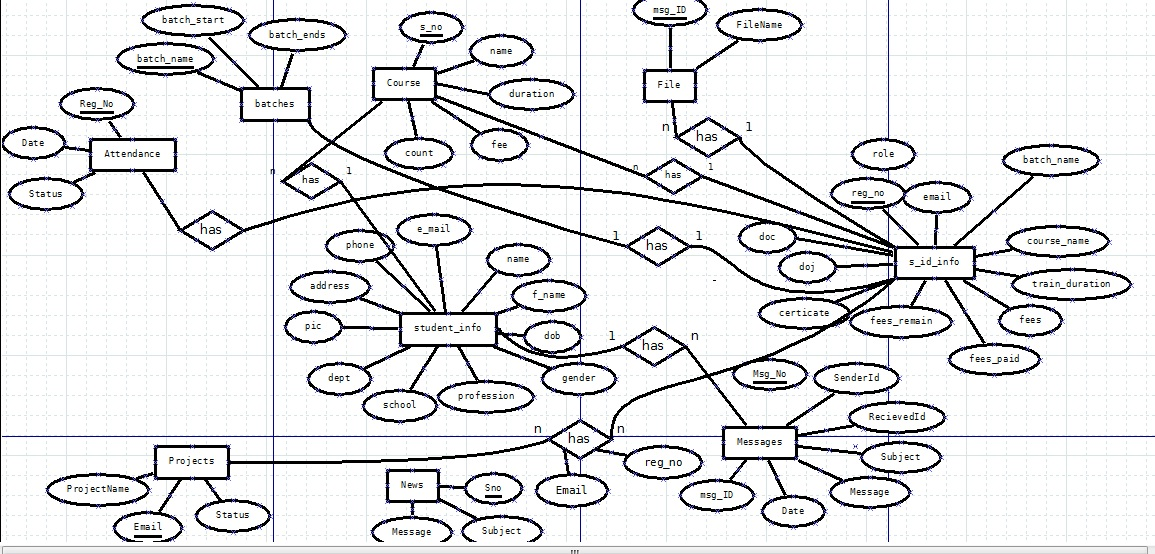 msg_ID
batch_start
FileName
s_no
batch_ends
name
batch_name
File
Course
duration
batches
Reg_No
n
has
1
Date
fee
Attendance
count
role
batch_name
n
has
1
n
has
1
Status
reg_no
email
has
e_mail
1
has
1
doc
course_name
phone
name
s_id_info
doj
address
f_name
train_duration
certicate
fees_remain
fees
pic
student_info
dob
1
has
n
fees_paid
dept
gender
Msg_No
SenderId
profession
school
RecievedId
n
has
n
Messages
Projects
reg_no
Subject
News
Sno
ProjectName
Email
msg_ID
Message
Date
Email
Status
Message
Subject